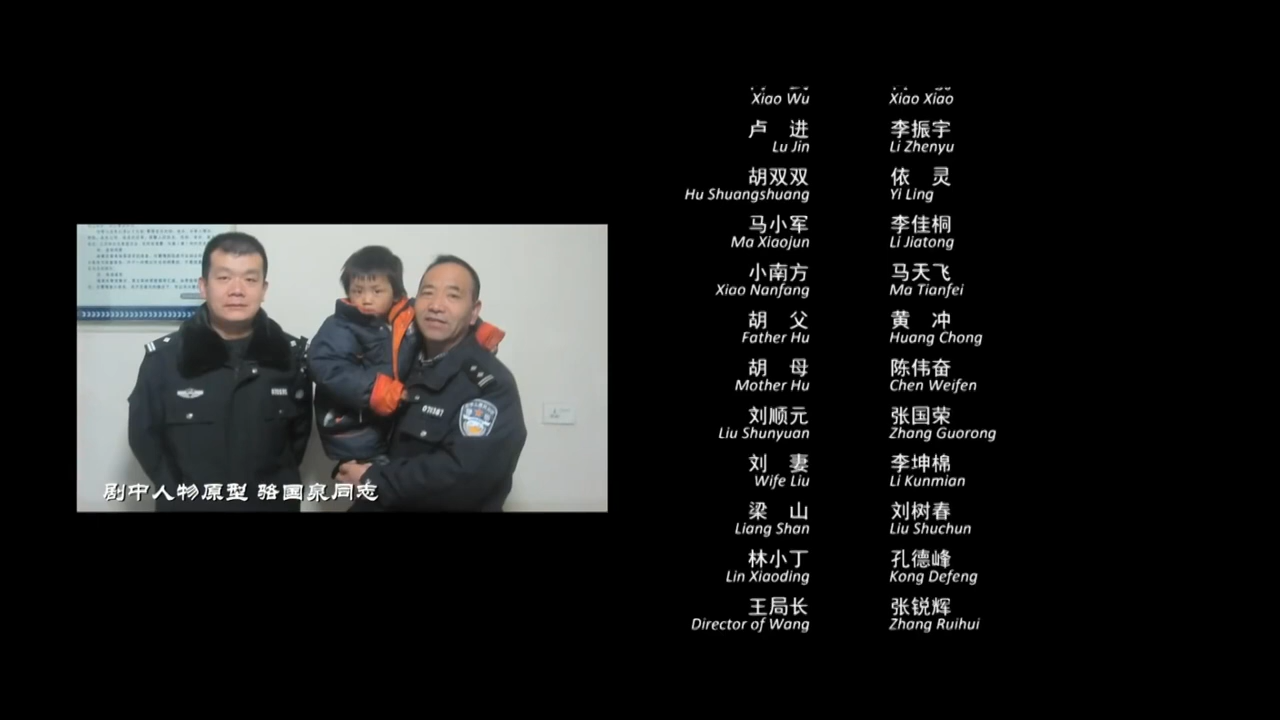 Xiao Wu Xiao Xiao
卢 进 李振宇
Lu Jin Li Zhenyu
胡双双 依 灵
Hu Shuangshuang Yi Ling
马小军 李佳桐
Ma Xiaojun Li Jiatong
小南方 马天飞
Xiao Nanfang Ma Tianfei
胡 父 黄 冲
Father Hu Huang Chong
胡 母 陈伟奋
Mother Hu Chen Weifen
刘顺元 张国荣
Liu Shunyuan Zhang Guorong
刘 妻 李坤棉
Wife Liu Li Kunmian
梁 山 刘树春
Liang Shan Liu Shuchun
林小丁 孔德峰
Lin Xiaoding Kong Defeng
王局长 张锐辉
Director of Wang Zhang Ruihui
071387
剧中人物原型 骆国泉同志